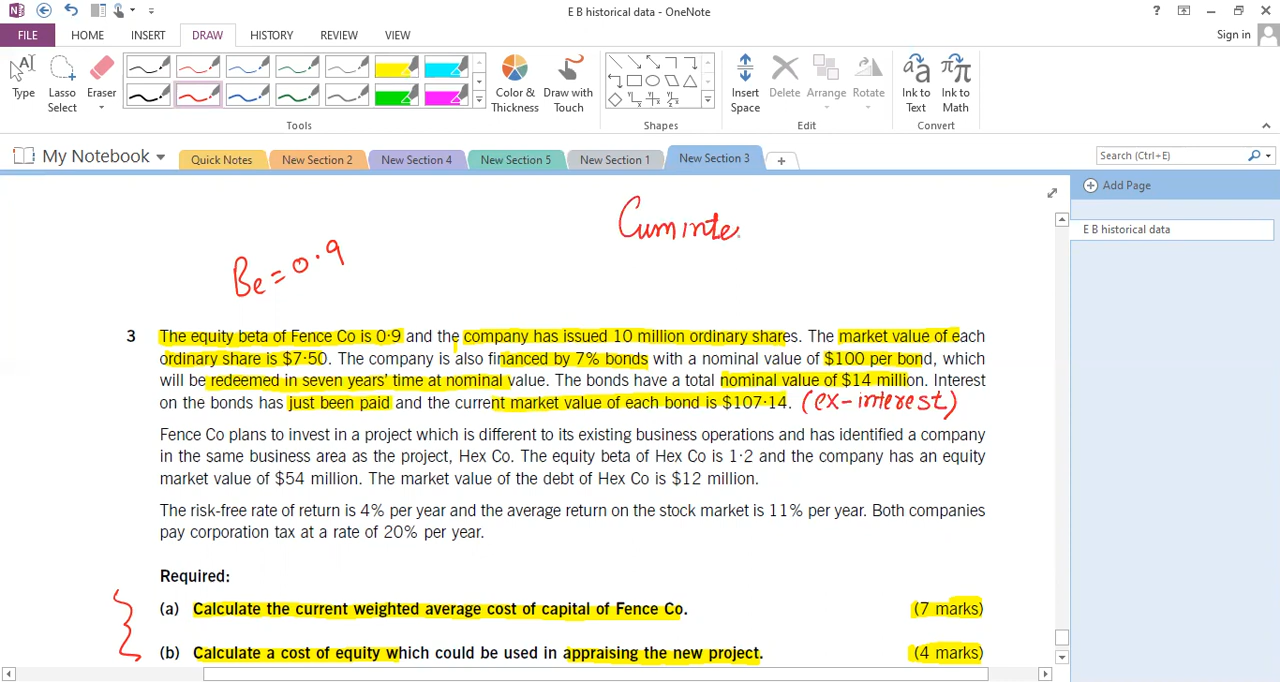 E B historical data - OneNote
FILE HOME INSERT DRAW HISTORY REVIEW VIEW Sign in
Type Lasso Select Eraser Color & Thickness Draw with Touch Insert Space Delete Arrange Rotate Ink to Text Ink to Math
Tools Shapes Edit Convert
My Notebook Quick Notes New Section 2 New Section 4 New Section 5 New Section 1 New Section 3 Search (Ctrl+E)
Add Page
E B historical data
Cuminte
Be = 0.9
3 The equity beta of Fence Co is 0·9 and the company has issued 10 million ordinary shares. The market value of each
ordinary share is $7·50. The company is also financed by 7% bonds with a nominal value of $100 per bond, which
will be redeemed in seven years' time at nominal value. The bonds have a total nominal value of $14 million. Interest
on the bonds has just been paid and the current market value of each bond is $107·14. (ex-interest)
Fence Co plans to invest in a project which is different to its existing business operations and has identified a company
in the same business area as the project, Hex Co. The equity beta of Hex Co is 1·2 and the company has an equity
market value of $54 million. The market value of the debt of Hex Co is $12 million.
The risk-free rate of return is 4% per year and the average return on the stock market is 11% per year. Both companies
pay corporation tax at a rate of 20% per year.
Required:
(a) Calculate the current weighted average cost of capital of Fence Co. (7 marks)
(b) Calculate a cost of equity which could be used in appraising the new project. (4 marks)